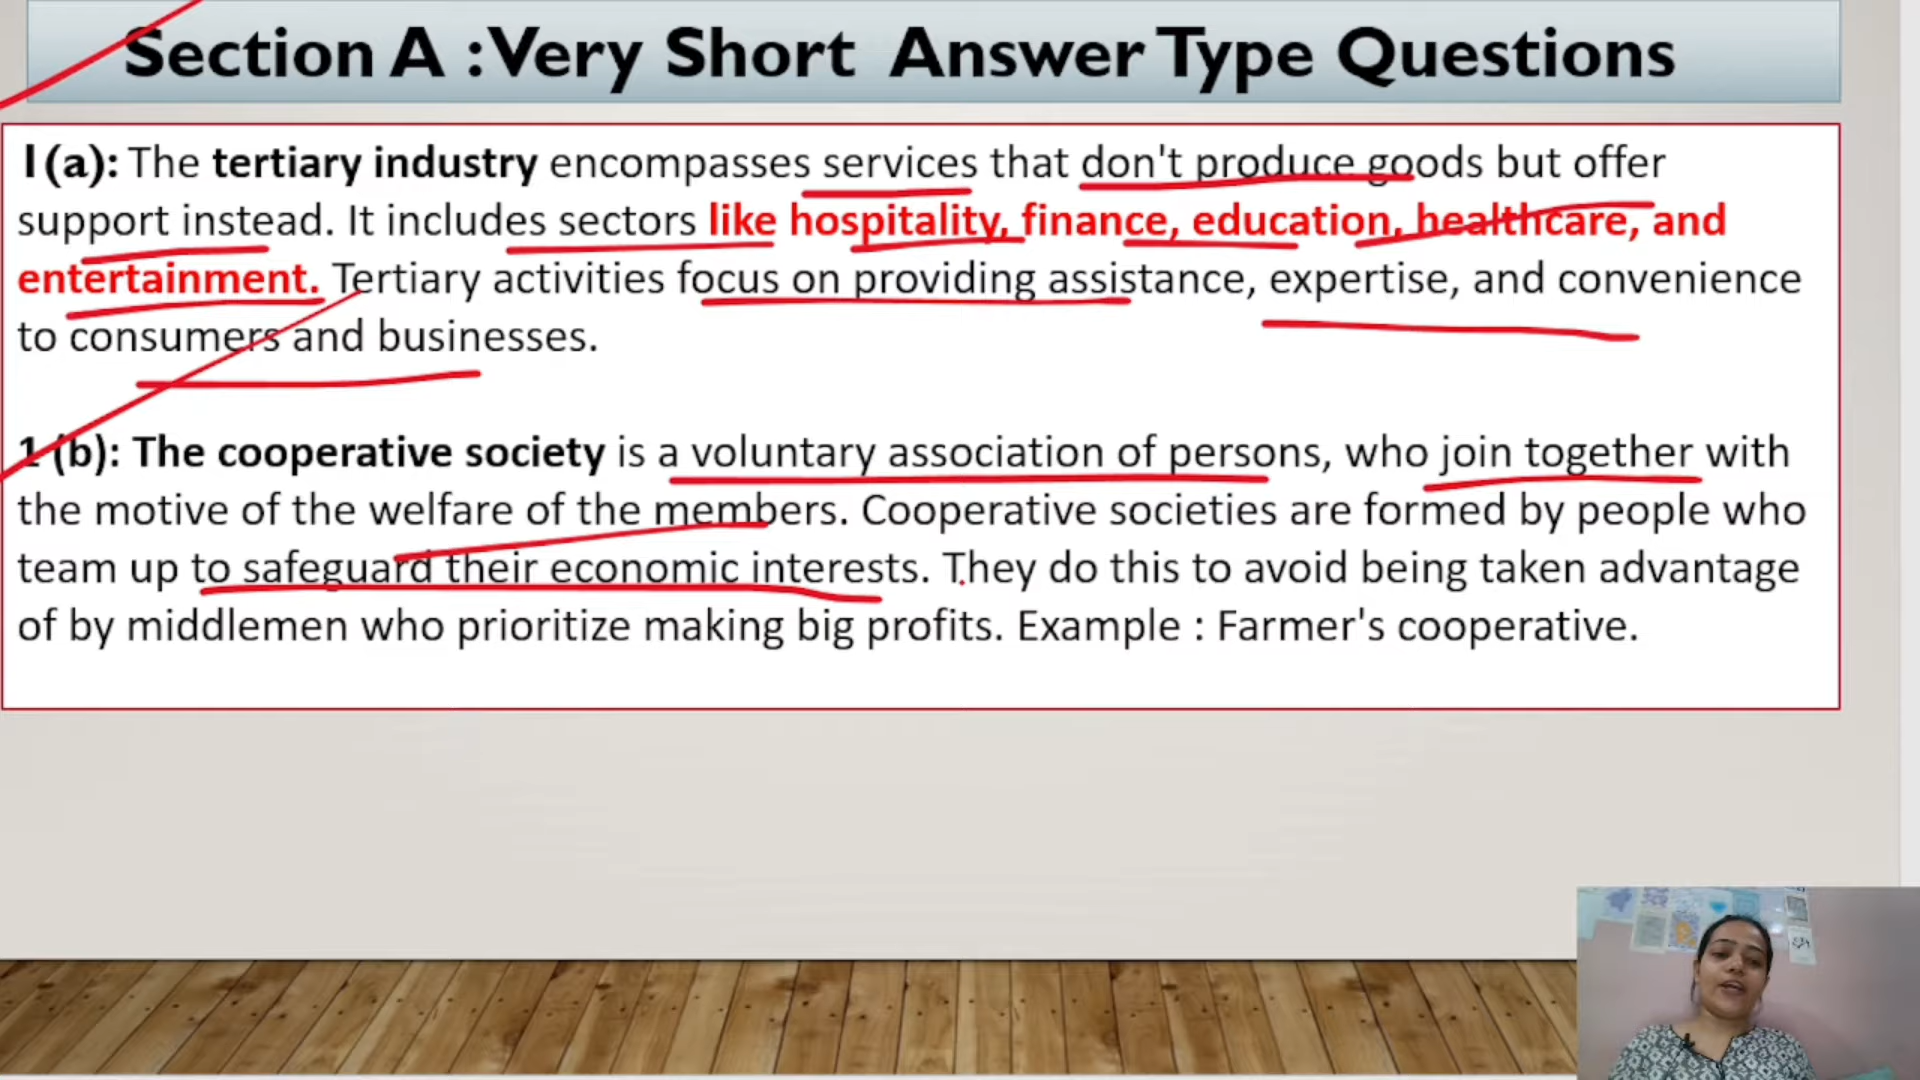 Section A : Very Short Answer Type Questions
1(a): The tertiary industry encompasses services that don't produce goods but offer
support instead. It includes sectors like hospitality, finance, education, healthcare, and
entertainment. Tertiary activities focus on providing assistance, expertise, and convenience
to consumers and businesses.
1 (b): The cooperative society is a voluntary association of persons, who join together with
the motive of the welfare of the members. Cooperative societies are formed by people who
team up to safeguard their economic interests. They do this to avoid being taken advantage
of by middlemen who prioritize making big profits. Example : Farmer's cooperative.